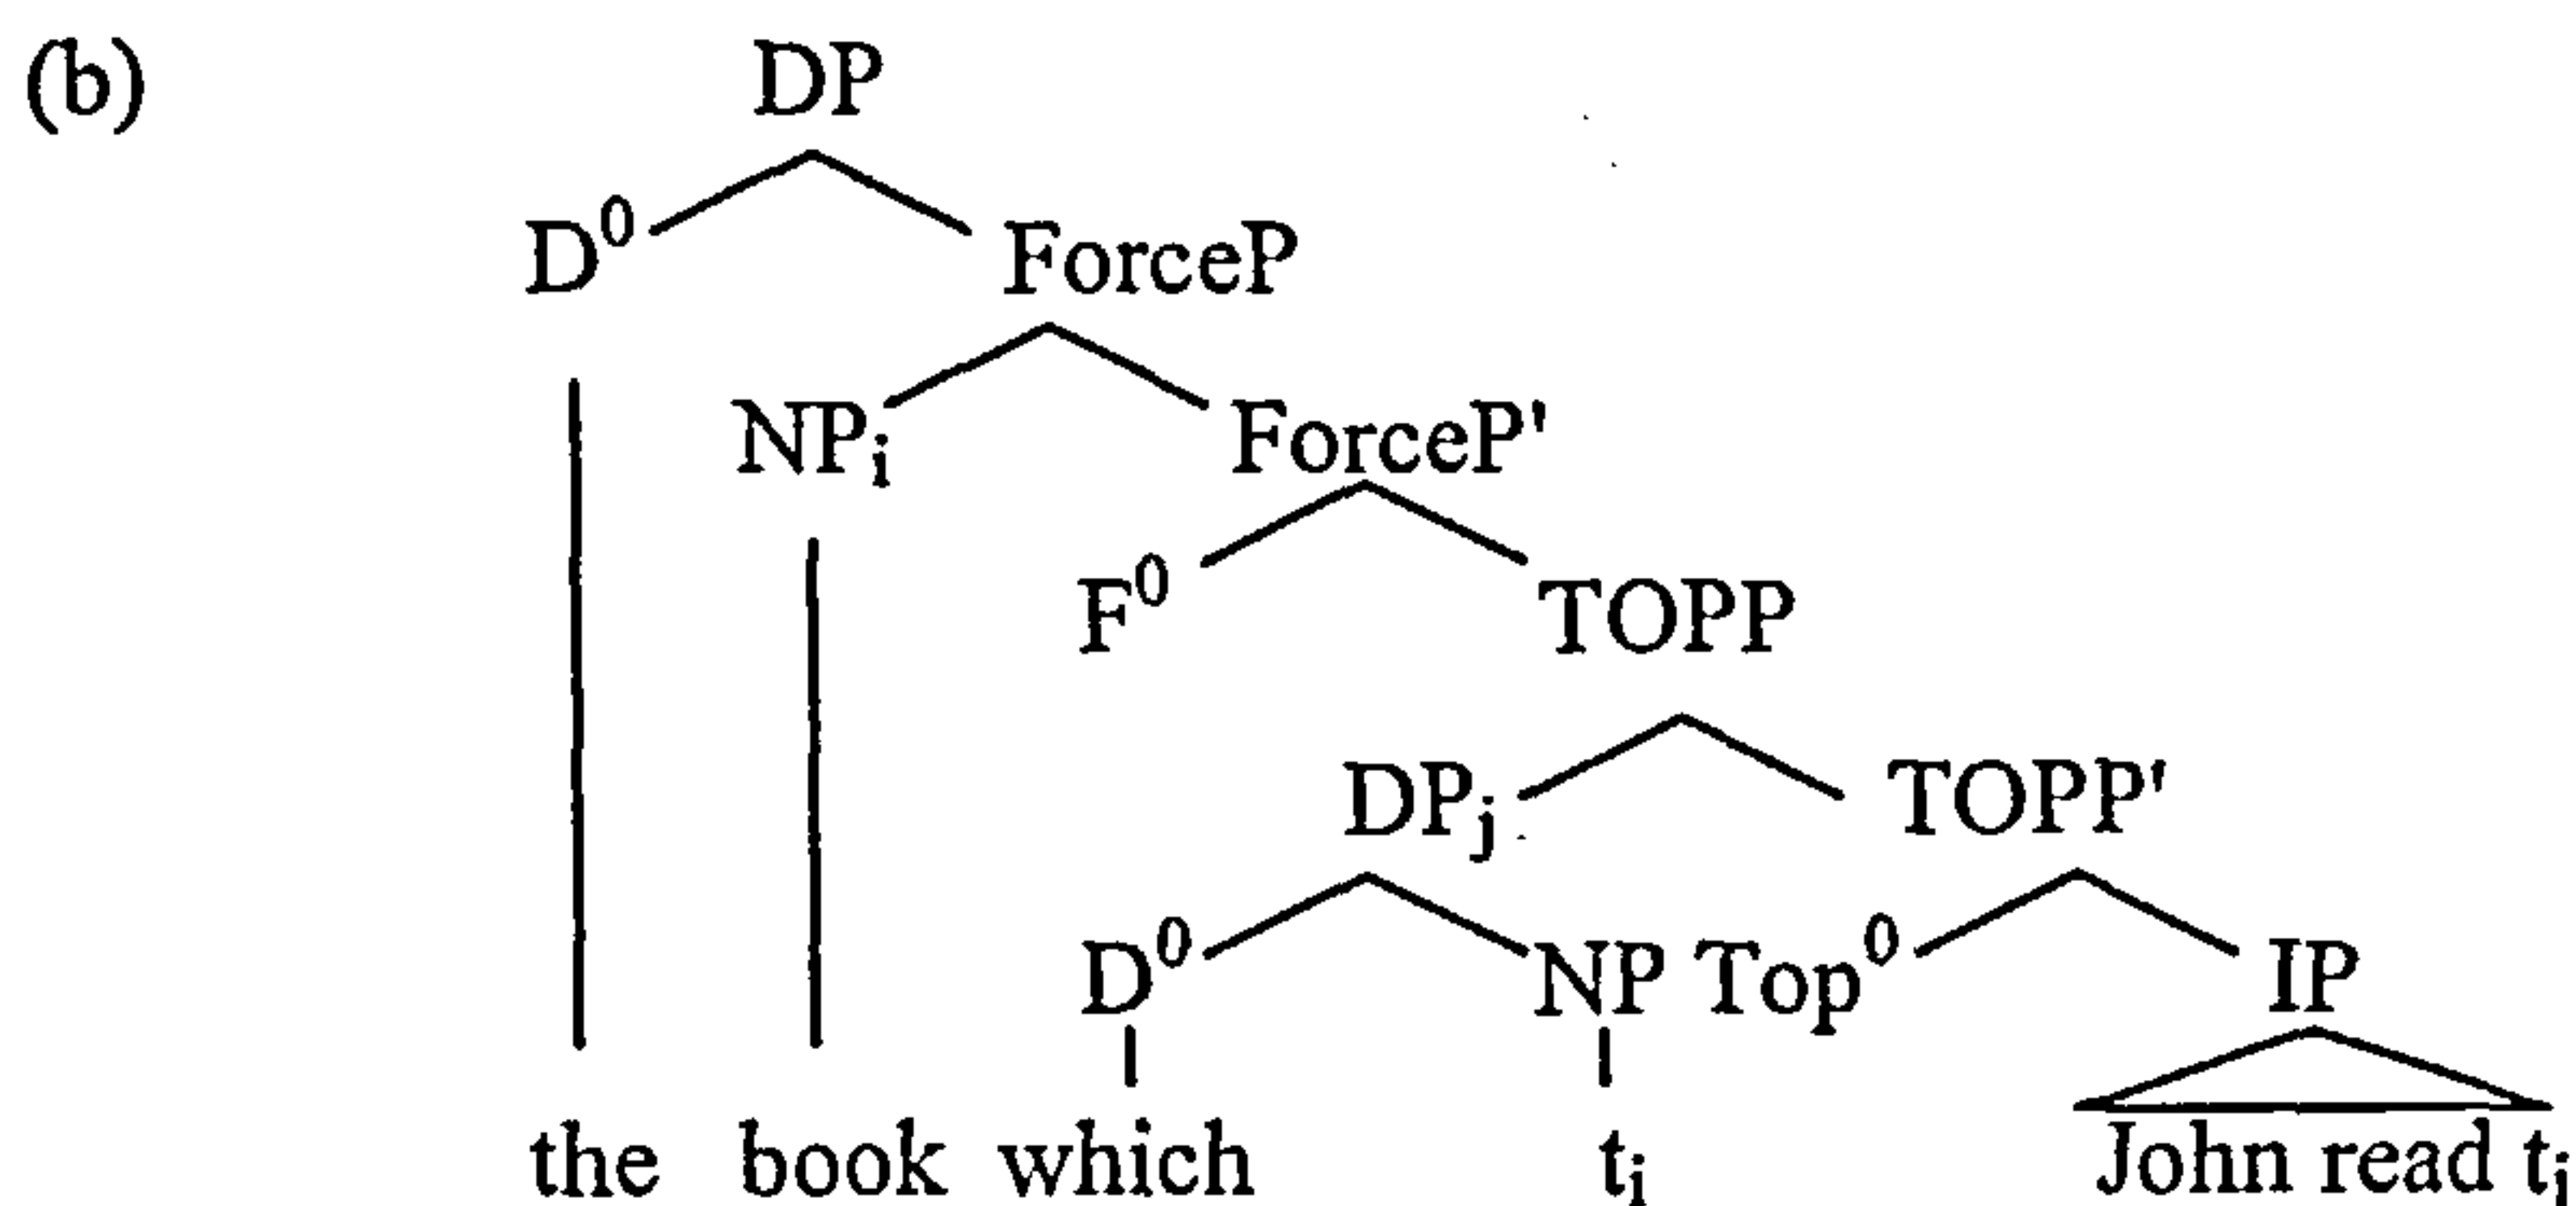 (b)
DP
D⁰ ForceP
NPᵢ ForceP'
F⁰ TOPP
DPⱼ TOPP'
D⁰ NP Top⁰ IP
the book which tᵢ John read tⱼ